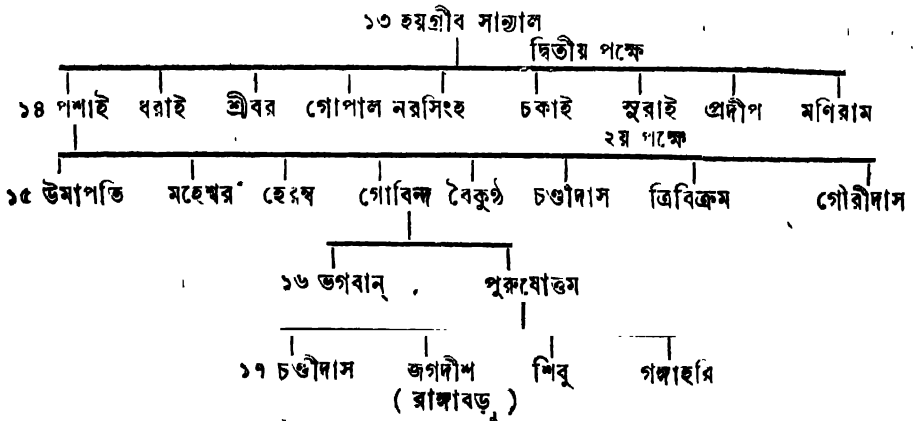 ১৩ হয়গ্রীব সান্যাল
দ্বিতীয় পক্ষে
১৪ পশাই ধরাই শ্রীবর গোপাল নরসিংহ চকাই সুরাই প্রদীপ মণিরাম
২য় পক্ষে
১৫ উমাপতি মহেশ্বর হেরম্ব গোবিন্দ বৈকুণ্ঠ চণ্ডীদাস ত্রিবিক্রম গৌরীদাস
১৬ ভগবান্ পুরুষোত্তম
১৭ চণ্ডীদাস জগদীশ শিবু গঙ্গাহরি
( রাঙ্গাবড়ু )